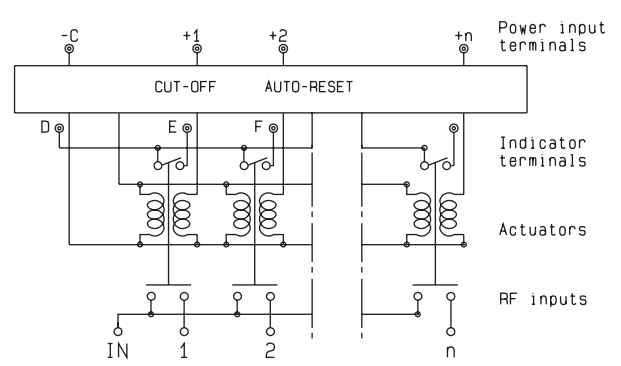 -C +1 +2 +n Power input
terminals
CUT-OFF AUTO-RESET
D E F
Indicator
terminals
Actuators
RF inputs
IN 1 2 n